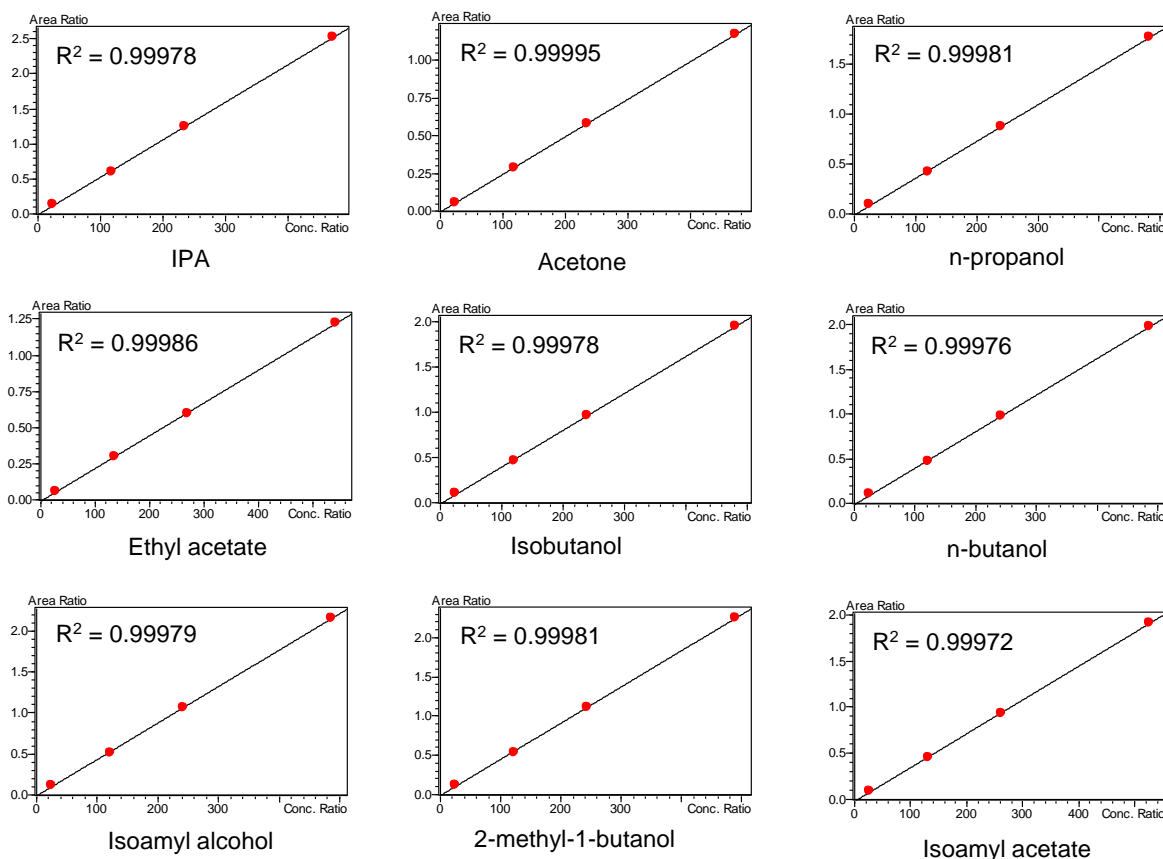 Area Ratio
2.5
2.0
1.5
1.0
0.5
0.0
R² = 0.99978
0 100 200 300 Conc. Ratio
IPA
Area Ratio
1.00
0.75
0.50
0.25
0.00
R² = 0.99995
0 100 200 300 Conc. Ratio
Acetone
Area Ratio
1.5
1.0
0.5
0.0
R² = 0.99981
0 100 200 300 Conc. Ratio
n-propanol
Area Ratio
1.25
1.00
0.75
0.50
0.25
0.00
R² = 0.99986
0 100 200 300 400 Conc. Ratio
Ethyl acetate
Area Ratio
2.0
1.5
1.0
0.5
0.0
R² = 0.99978
0 100 200 300 Conc. Ratio
Isobutanol
Area Ratio
2.0
1.5
1.0
0.5
0.0
R² = 0.99976
0 100 200 300 Conc. Ratio
n-butanol
Area Ratio
2.0
1.5
1.0
0.5
0.0
R² = 0.99979
0 100 200 300 Conc. Ratio
Isoamyl alcohol
Area Ratio
2.0
1.5
1.0
0.5
0.0
R² = 0.99981
0 100 200 300 Conc. Ratio
2-methyl-1-butanol
Area Ratio
2.0
1.5
1.0
0.5
0.0
R² = 0.99972
0 100 200 300 400 Conc. Ratio
Isoamyl acetate